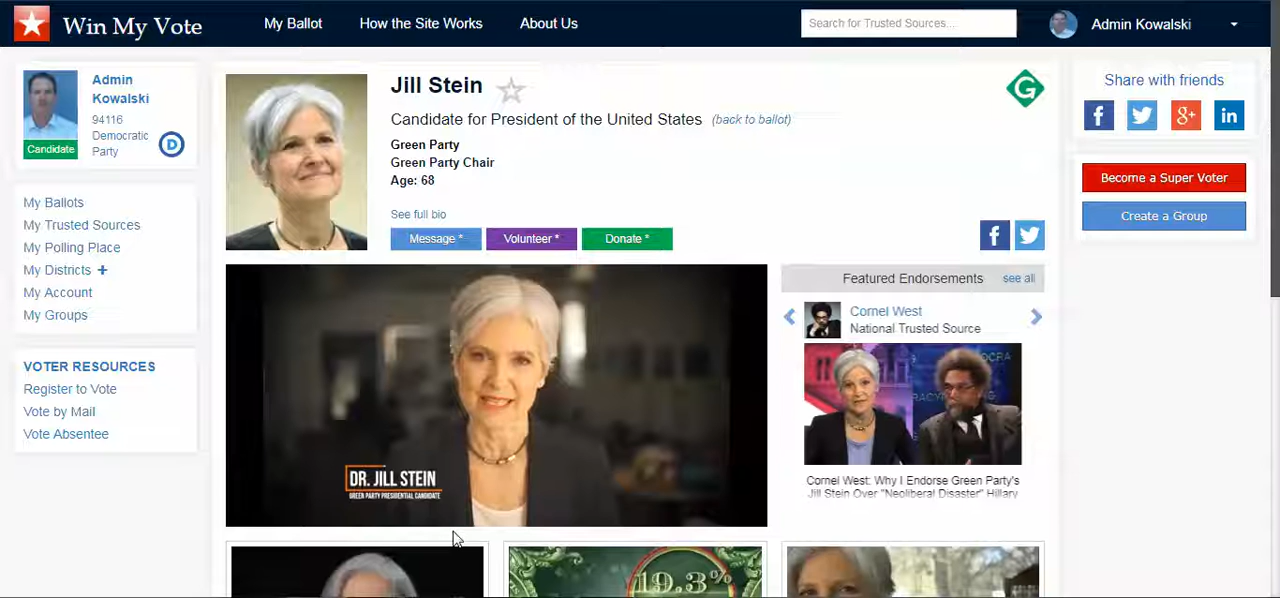 Win My Vote
My Ballot
How the Site Works
About Us
Search for Trusted Sources...
Admin Kowalski
Admin
Kowalski
94116
Democratic
Party
D
Candidate
My Ballots
My Trusted Sources
My Polling Place
My Districts +
My Account
My Groups
VOTER RESOURCES
Register to Vote
Vote by Mail
Vote Absentee
Jill Stein
Candidate for President of the United States (back to ballot)
Green Party
Green Party Chair
Age: 68
See full bio
Message *
Volunteer *
Donate *
G
f
DR. JILL STEIN
GREEN PARTY PRESIDENTIAL CANDIDATE
Featured Endorsements see all
Cornel West
National Trusted Source
Cornel West: Why I Endorse Green Party's
Jill Stein Over "Neoliberal Disaster" Hillary
19.3%
Share with friends
f
g+
in
Become a Super Voter
Create a Group